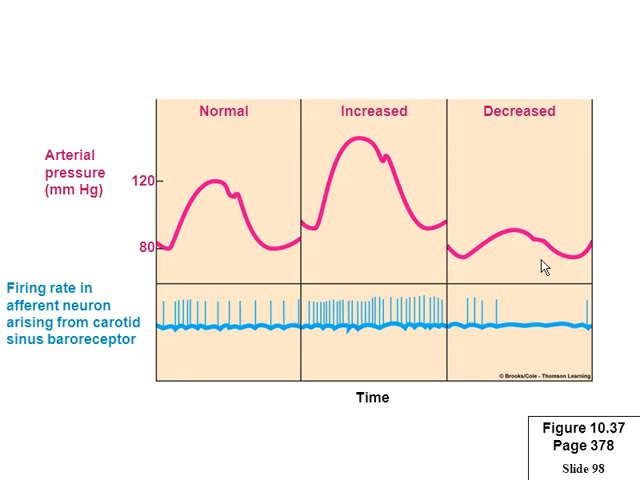 Normal
Increased
Decreased
Arterial
pressure
(mm Hg)
120
80
Firing rate in
afferent neuron
arising from carotid
sinus baroreceptor
© Brooks/Cole - Thomson Learning
Time
Figure 10.37
Page 378
Slide 98